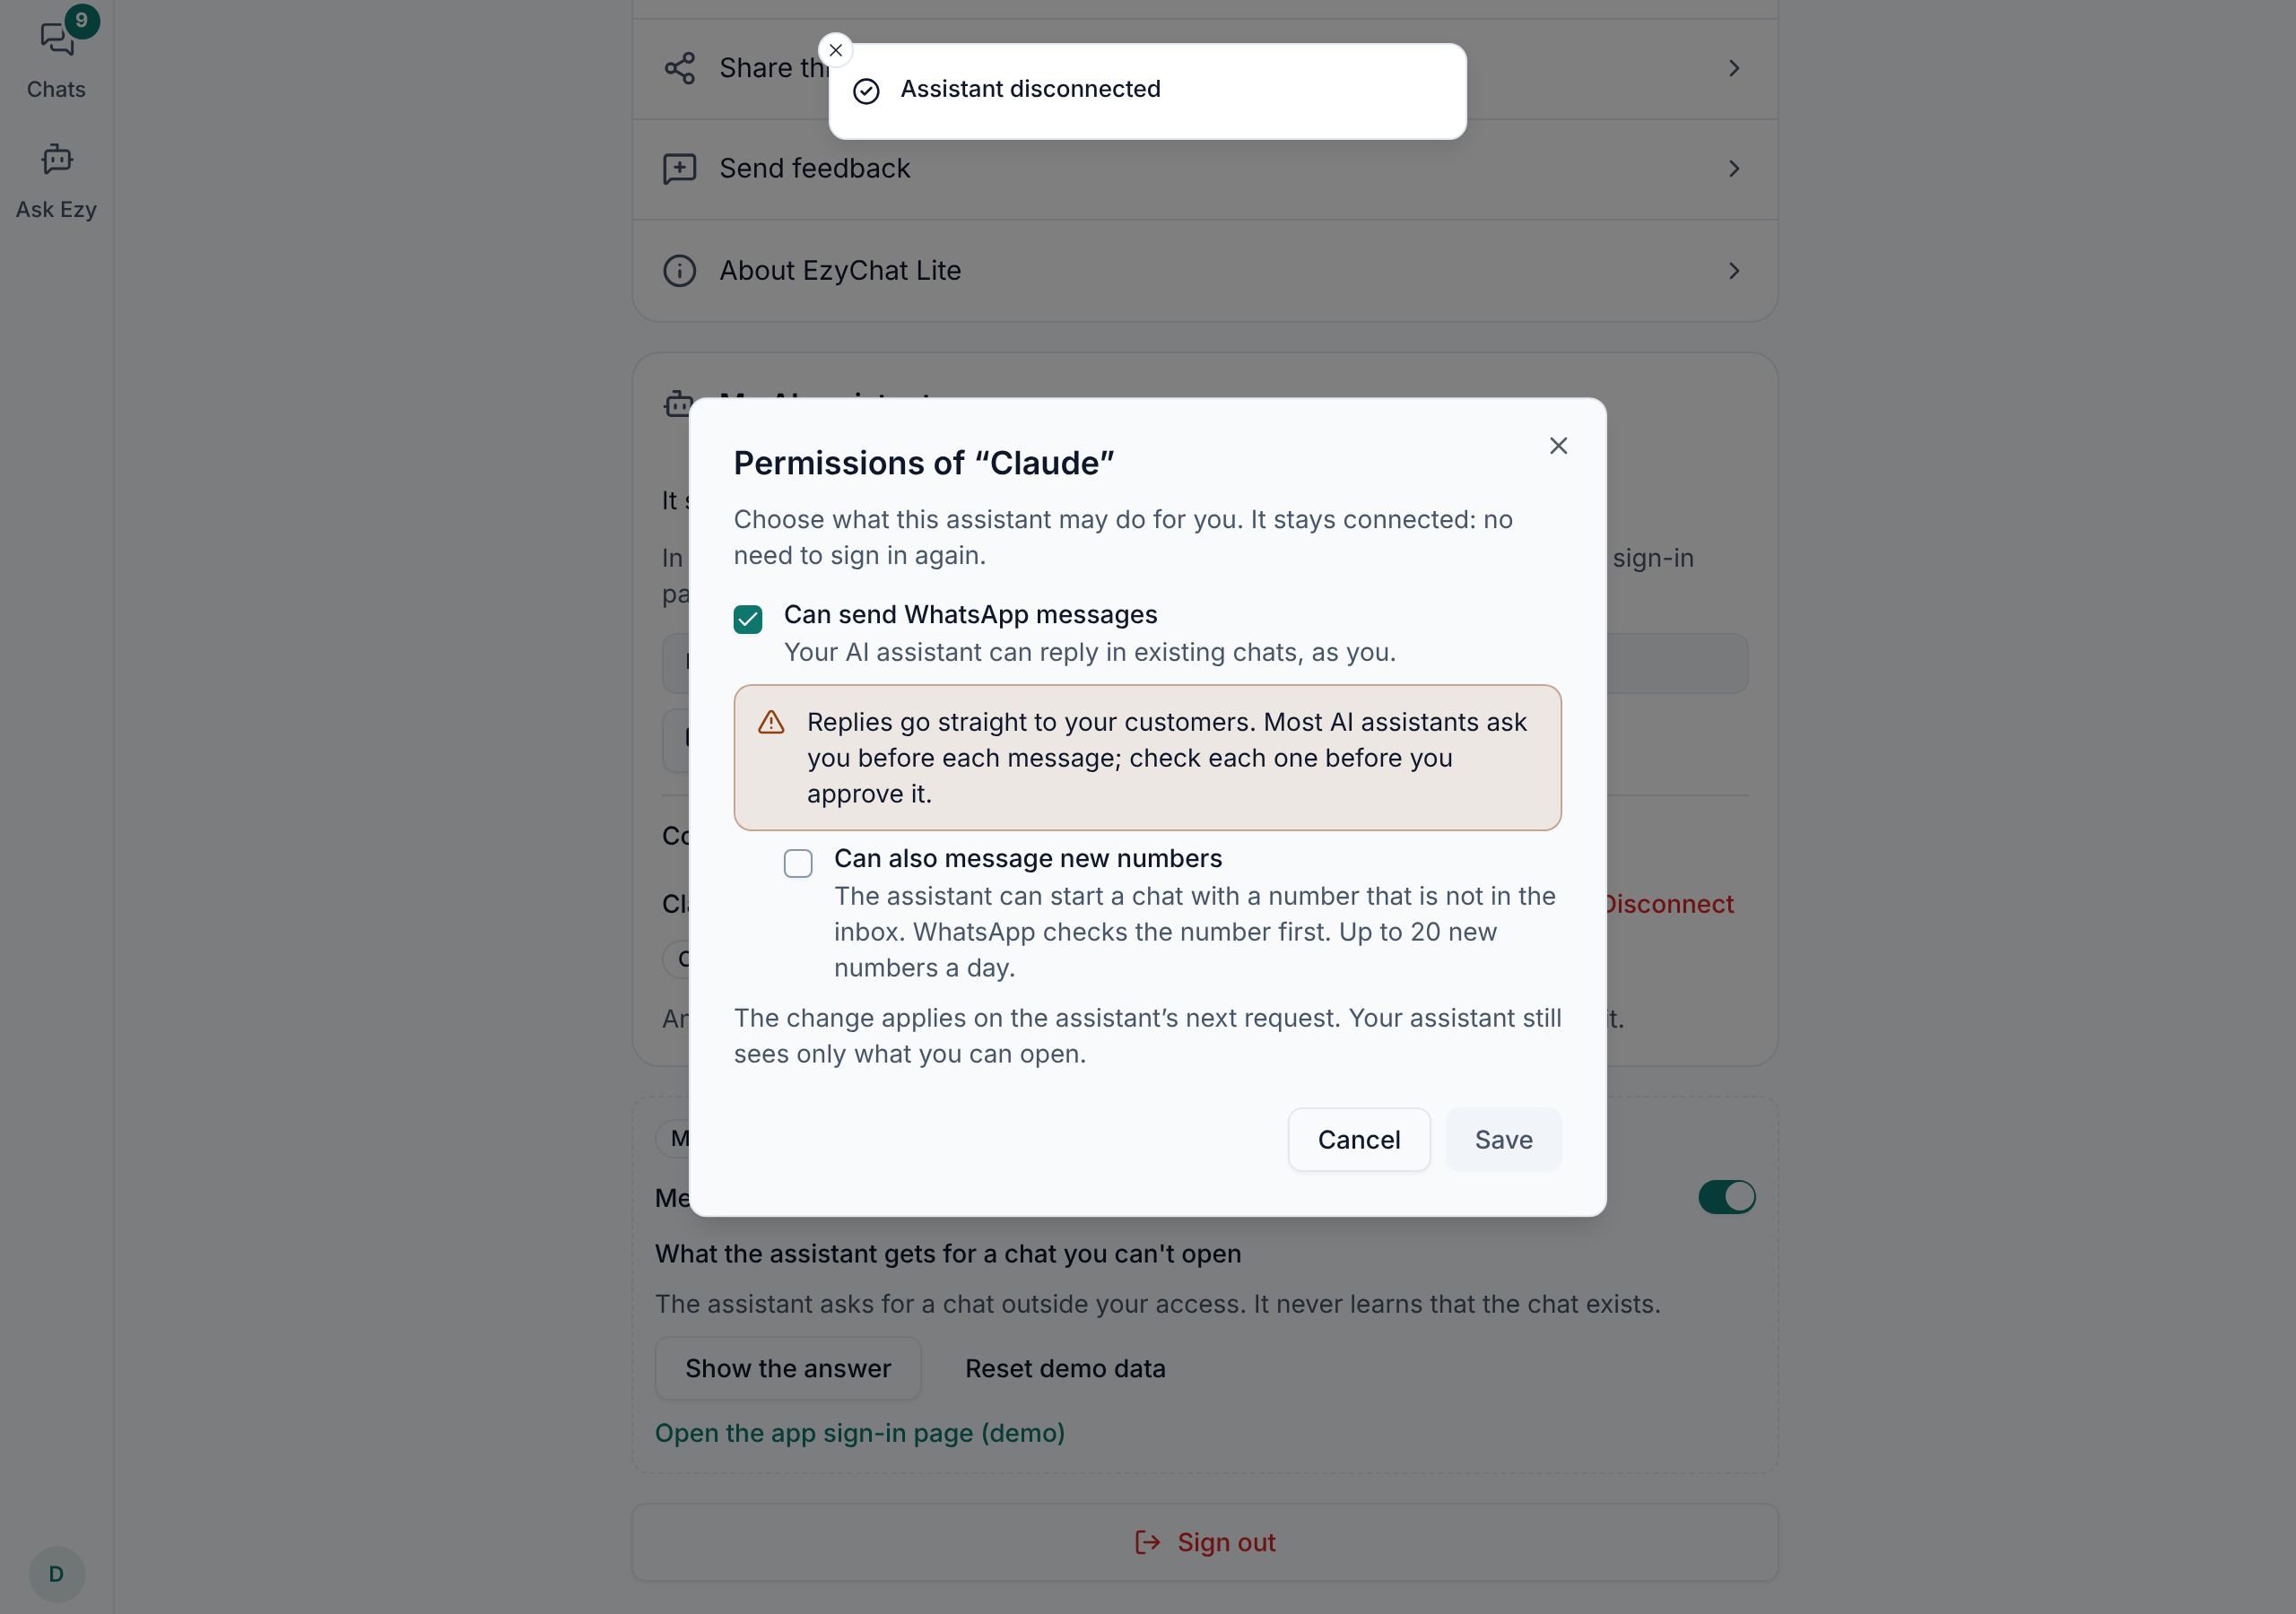 9
Chats
Ask Ezy
Share
Assistant disconnected
Send feedback
About EzyChat Lite
Permissions of “Claude”
Choose what this assistant may do for you. It stays connected: no
need to sign in again.
It
In
sign-in
Can send WhatsApp messages
Your AI assistant can reply in existing chats, as you.
Replies go straight to your customers. Most AI assistants ask
you before each message; check each one before you
approve it.
Can also message new numbers
The assistant can start a chat with a number that is not in the
inbox. WhatsApp checks the number first. Up to 20 new
numbers a day.
Disconnect
The change applies on the assistant’s next request. Your assistant still
sees only what you can open.
Cancel
Save
What the assistant gets for a chat you can't open
The assistant asks for a chat outside your access. It never learns that the chat exists.
Show the answer
Reset demo data
Open the app sign-in page (demo)
Sign out
D